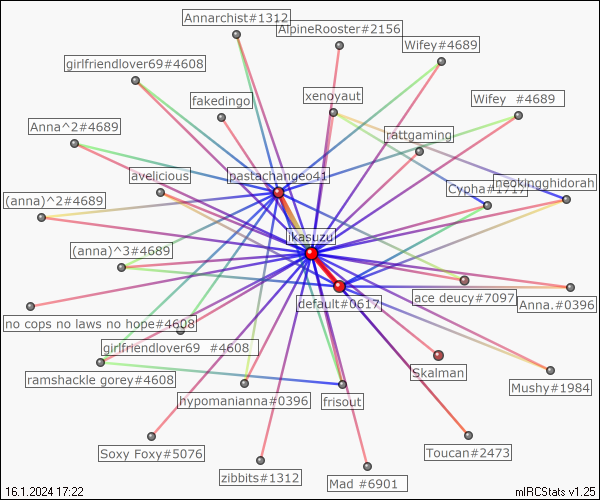 Annarchist#1312
AlpineRooster#2156
Wifey#4689
girlfriendlover69#4608
fakedingo
xenoyaut
Wifey  #4689
Anna^2#4689
rattgaming
avelicious
pastachangeo41
Cypha#1717
neokingghidorah
(anna)^2#4689
ikasuzu
(anna)^3#4689
default#0617
ace deucy#7097
Anna.#0396
no cops no laws no hope#4608
girlfriendlover69  #4608
ramshackle gorey#4608
Skalman
Mushy#1984
hypomanianna#0396
frisout
Soxy Foxy#5076
Toucan#2473
zibbits#1312
Mad #6901
16.1.2024 17:22
mIRCStats v1.25